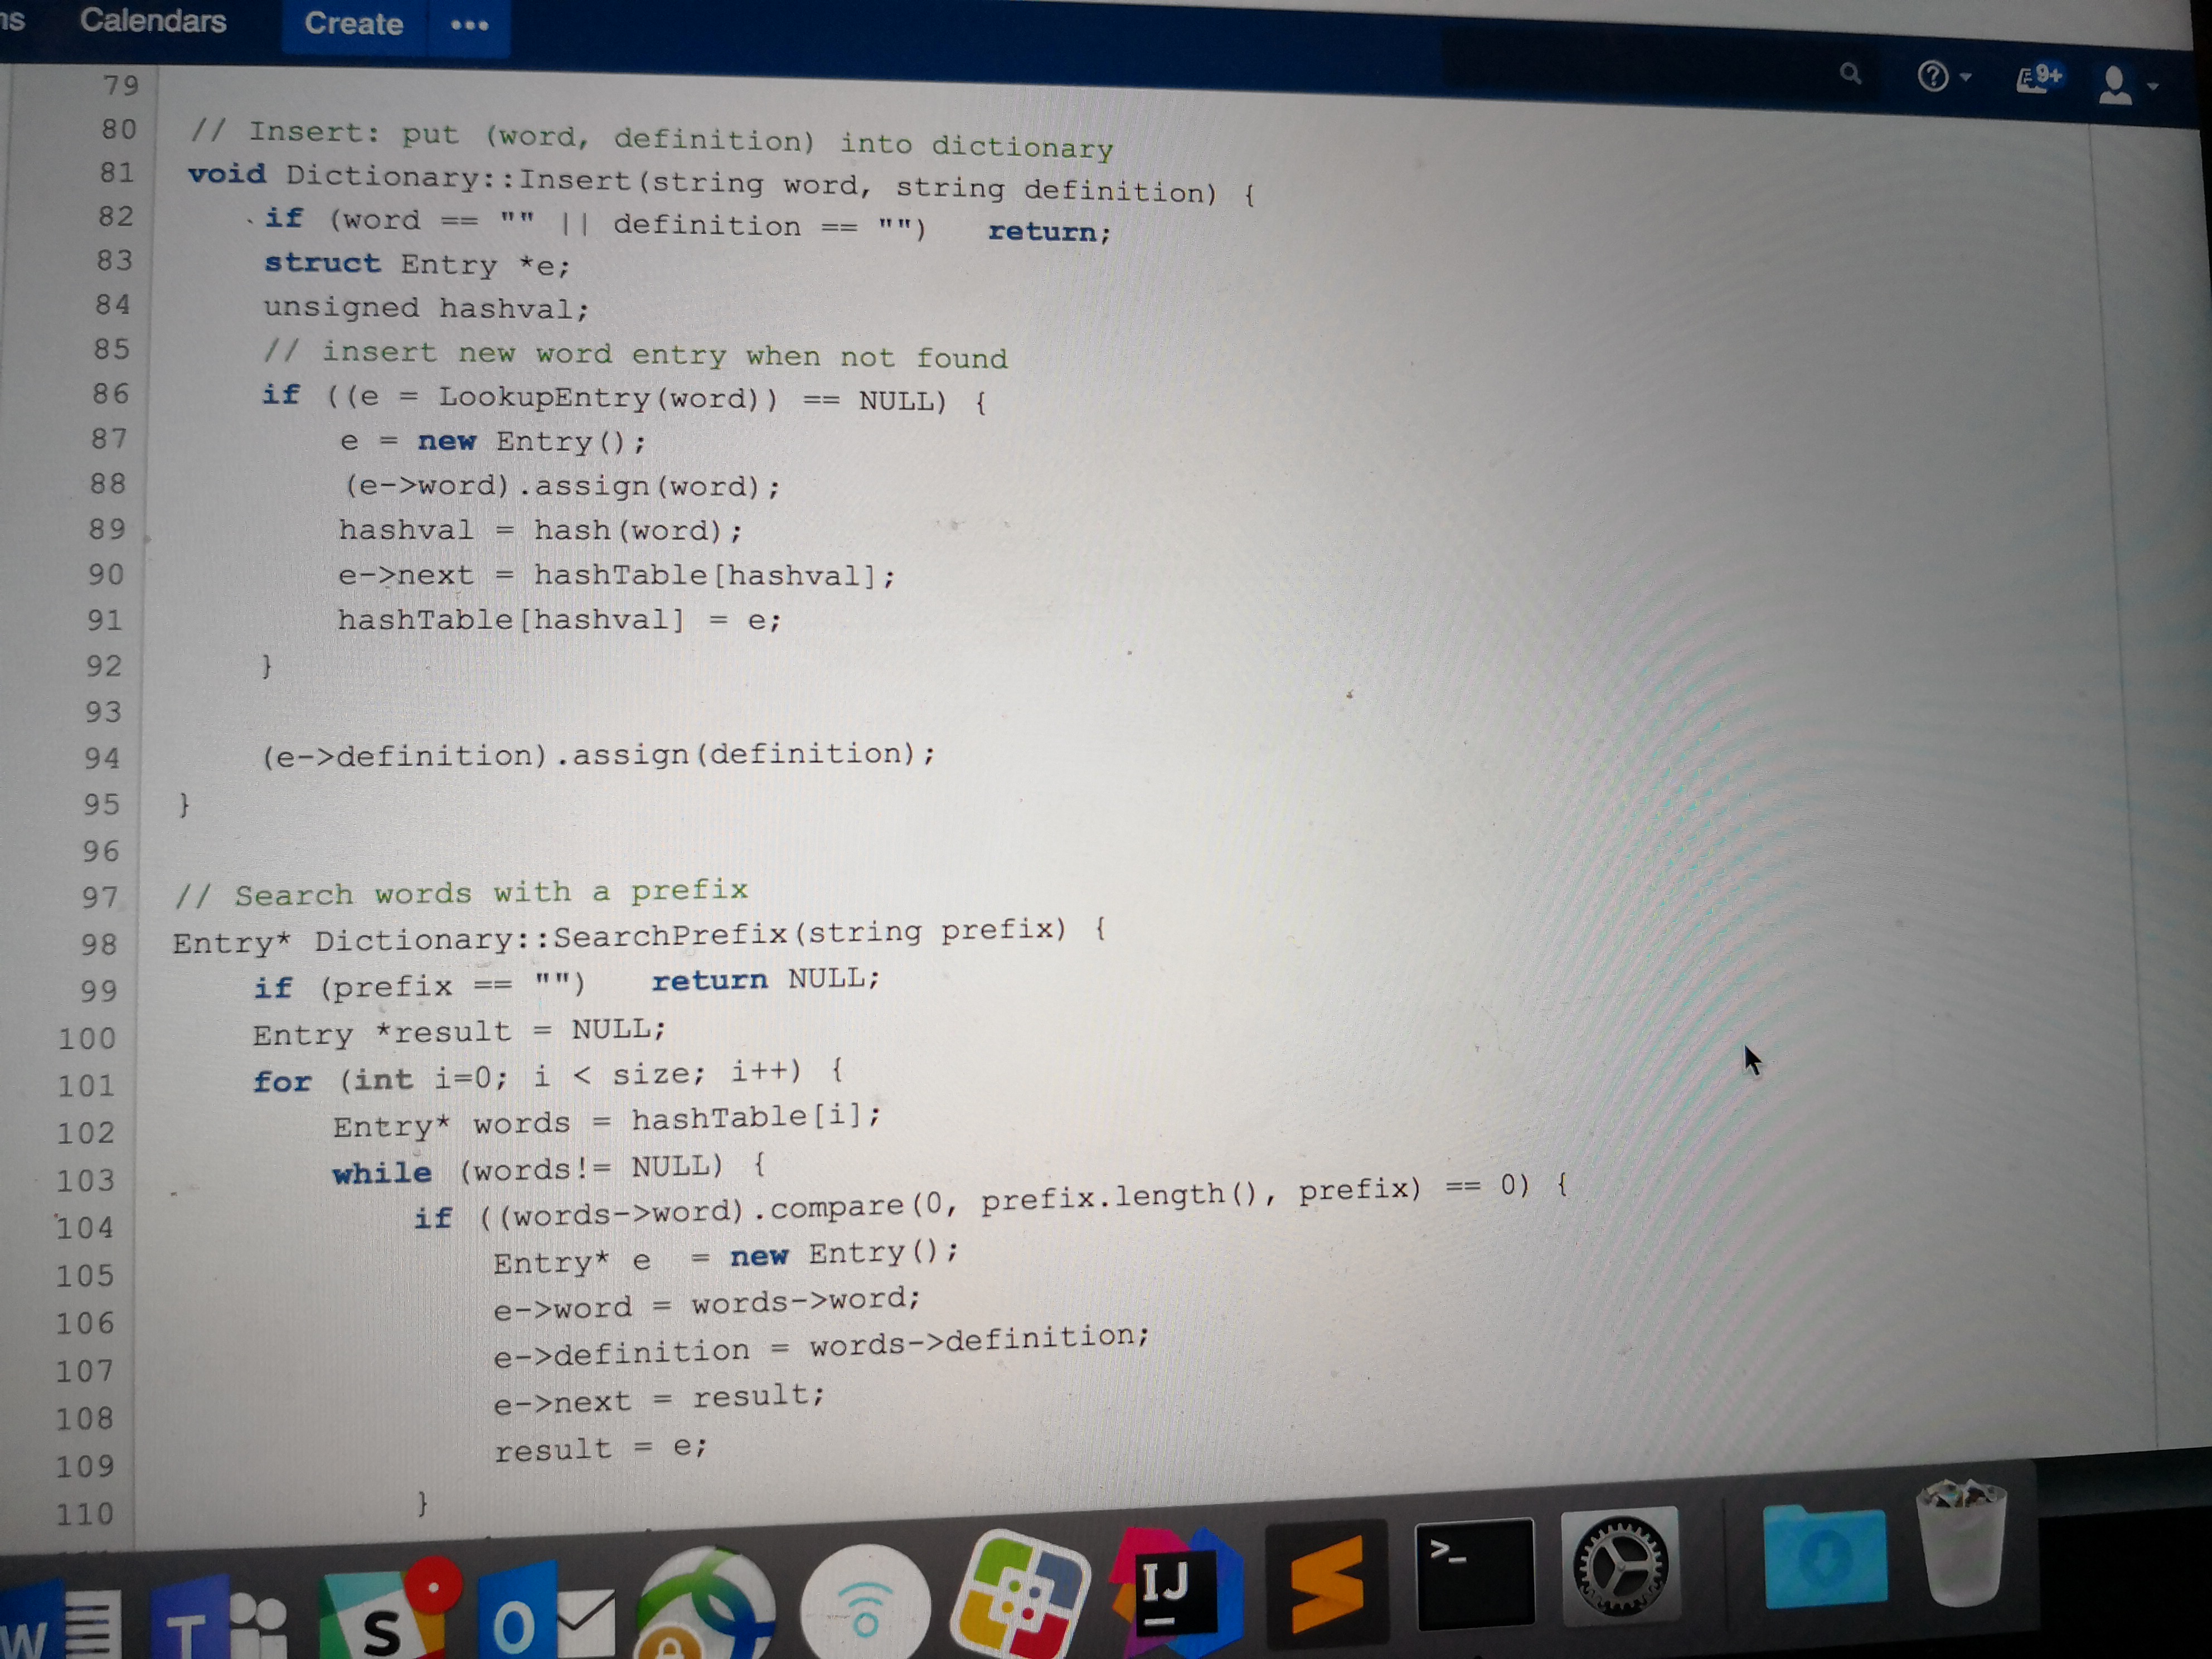 ns Calendars Create •••
9+
79
80 // Insert: put (word, definition) into dictionary
81 void Dictionary::Insert(string word, string definition) {
82 if (word == "" || definition == "") return;
83 struct Entry *e;
84 unsigned hashval;
85 // insert new word entry when not found
86 if ((e = LookupEntry(word)) == NULL) {
87 e = new Entry();
88 (e->word).assign(word);
89 hashval = hash(word);
90 e->next = hashTable[hashval];
91 hashTable[hashval] = e;
92 }
93
94 (e->definition).assign(definition);
95 }
96
97 // Search words with a prefix
98 Entry* Dictionary::SearchPrefix(string prefix) {
99 if (prefix == "") return NULL;
100 Entry *result = NULL;
101 for (int i=0; i < size; i++) {
102 Entry* words = hashTable[i];
103 while (words!= NULL) {
104 if ((words->word).compare(0, prefix.length(), prefix) == 0) {
105 Entry* e = new Entry();
106 e->word = words->word;
107 e->definition = words->definition;
108 e->next = result;
109 result = e;
110 }
W T S O IJ >_